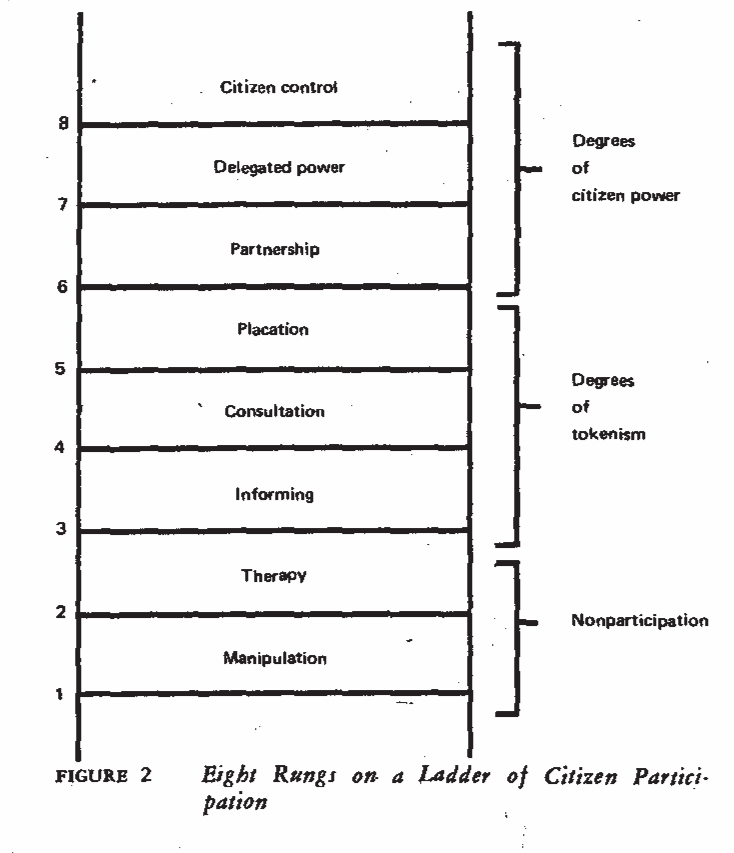 Citizen control
8
Delegated power
7
Partnership
6
Placation
5
Consultation
4
Informing
3
Therapy
2
Manipulation
1
Degrees
of
citizen power
Degrees
of
tokenism
Nonparticipation
FIGURE 2 Eight Rungs on a Ladder of Citizen Partici-
pation